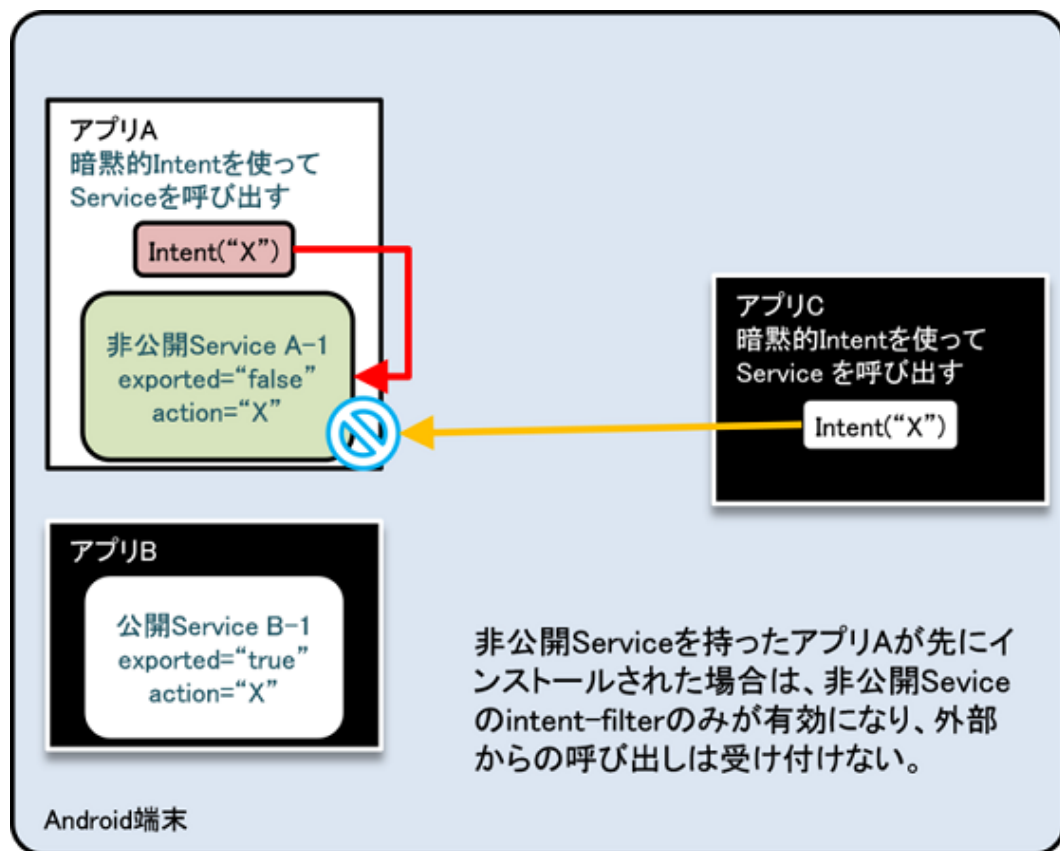 アプリA
暗黙的Intentを使って
Serviceを呼び出す
Intent(“X”)
非公開Service A-1
exported=“false”
action=“X”
アプリC
暗黙的Intentを使って
Service を呼び出す
Intent(“X”)
アプリB
公開Service B-1
exported=“true”
action=“X”
非公開Serviceを持ったアプリAが先にイ
ンストールされた場合は、非公開Sevice
のintent-filterのみが有効になり、外部
からの呼び出しは受け付けない。
Android端末